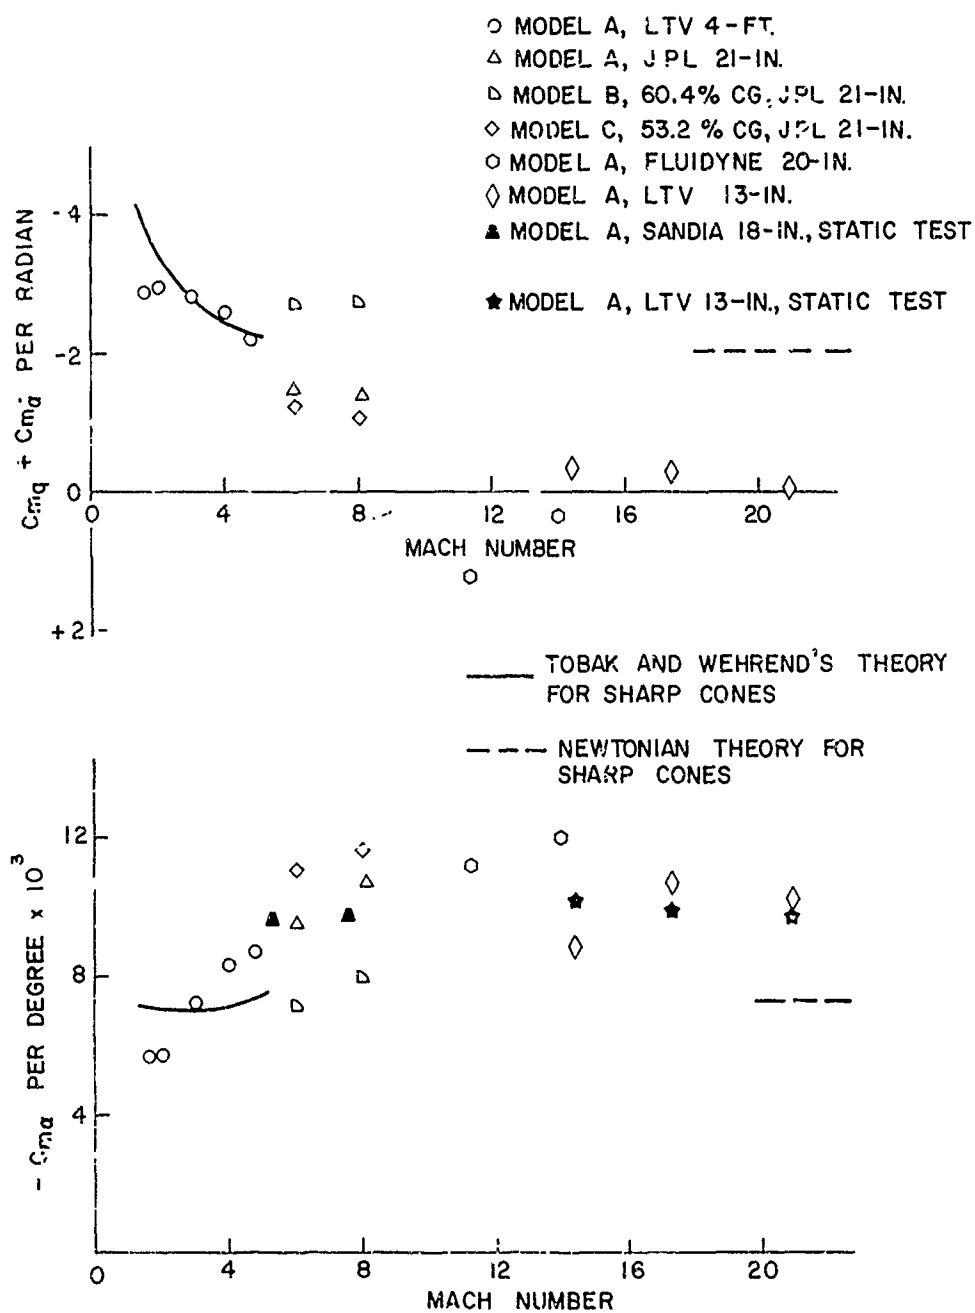 MODEL A, LTV 4-FT.
MODEL A, JPL 21-IN.
MODEL B, 60.4% CG, JPL 21-IN.
MODEL C, 53.2 % CG, JPL 21-IN.
MODEL A, FLUIDYNE 20-IN.
MODEL A, LTV 13-IN.
MODEL A, SANDIA 18-IN., STATIC TEST
MODEL A, LTV 13-IN., STATIC TEST
Cmq + Cmα̇ PER RADIAN
-4
-2
0
+2
0 4 8 12 16 20
MACH NUMBER
TOBAK AND WEHREND'S THEORY
FOR SHARP CONES
NEWTONIAN THEORY FOR
SHARP CONES
- Cmα PER DEGREE x 10³
12
8
4
0 4 8 12 16 20
MACH NUMBER